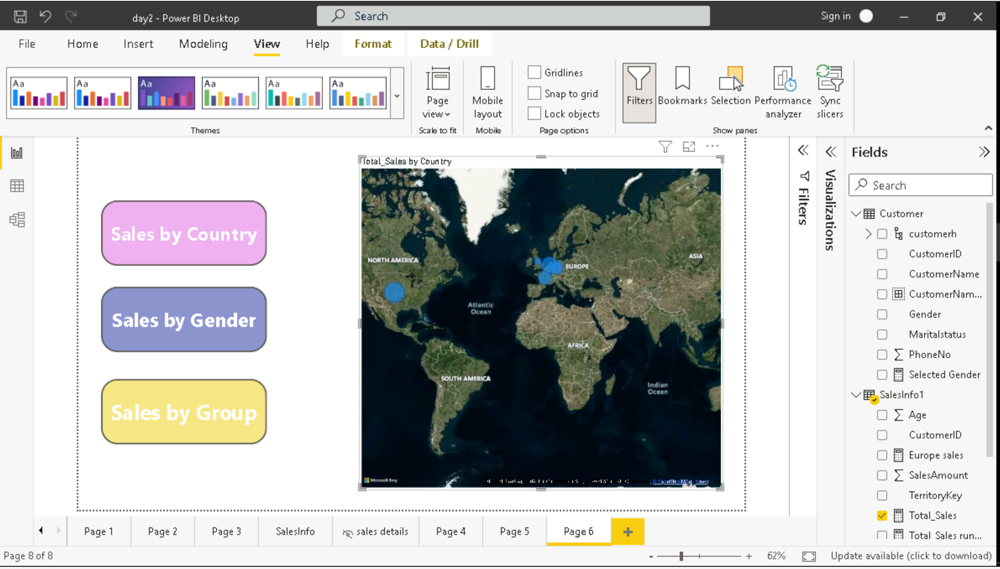 day2 - Power BI Desktop
Search
Sign in
File
Home
Insert
Modeling
View
Help
Format
Data / Drill
Aa
Aa
Aa
Aa
Aa
Aa
Themes
Page
view
Scale to fit
Mobile
layout
Mobile
Gridlines
Snap to grid
Lock objects
Page options
Filters
Bookmarks
Selection
Performance
analyzer
Sync
slicers
Show panes
Sales by Country
Sales by Gender
Sales by Group
Total_Sales by Country
NORTH AMERICA
EUROPE
ASIA
Atlantic
Ocean
AFRICA
SOUTH AMERICA
Indian
Ocean
Microsoft Bing
Filters
Visualizations
Fields
Search
Customer
customerh
CustomerID
CustomerName
CustomerNam...
Gender
Maritalstatus
PhoneNo
Selected Gender
SalesInfo1
Age
CustomerID
Europe sales
SalesAmount
TerritoryKey
Total_Sales
Total Sales run...
Page 1
Page 2
Page 3
SalesInfo
sales details
Page 4
Page 5
Page 6
+
Page 8 of 8
- + 62%
Update available (click to download)